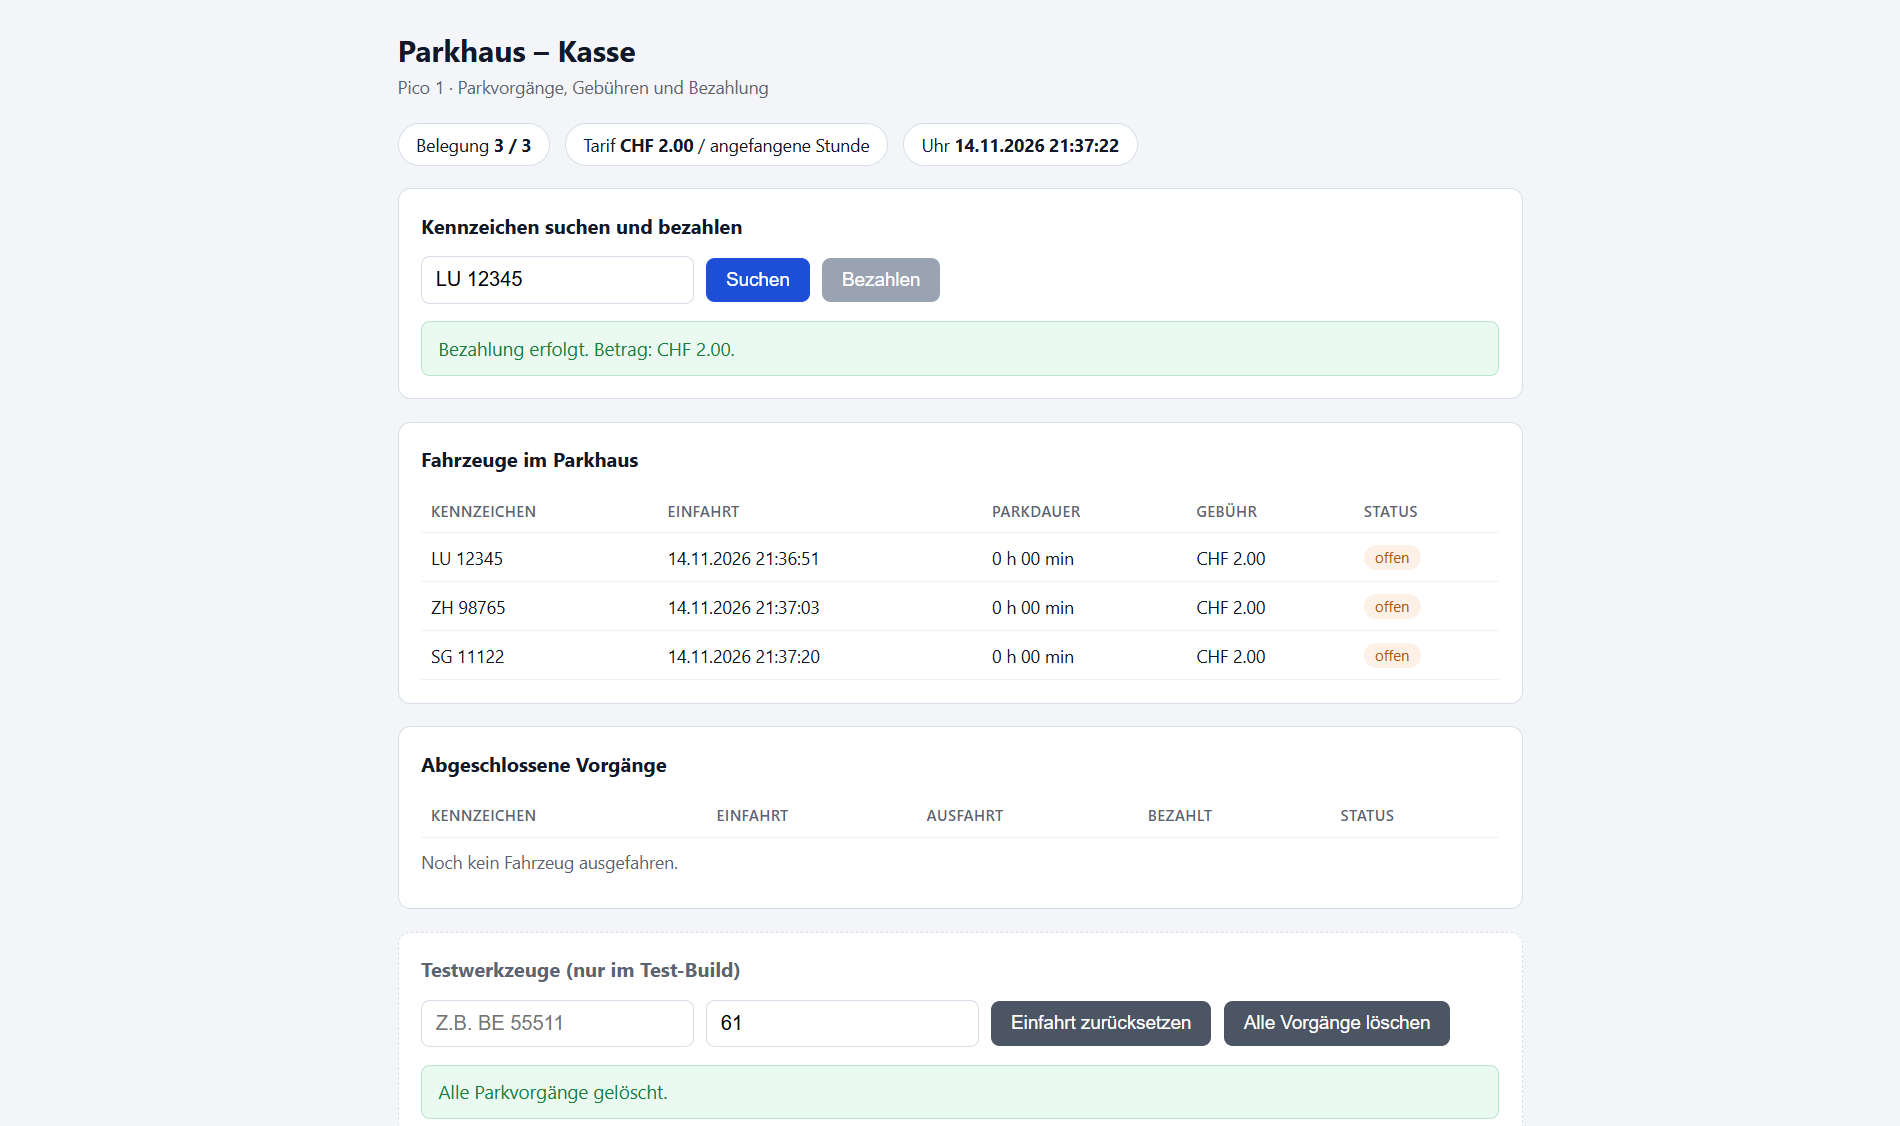 Parkhaus – Kasse
Pico 1 · Parkvorgänge, Gebühren und Bezahlung
Belegung 3 / 3
Tarif CHF 2.00 / angefangene Stunde
Uhr 14.11.2026 21:37:22
Kennzeichen suchen und bezahlen
LU 12345
Suchen
Bezahlen
Bezahlung erfolgt. Betrag: CHF 2.00.
Fahrzeuge im Parkhaus
KENNZEICHEN EINFAHRT PARKDAUER GEBÜHR STATUS
LU 12345 14.11.2026 21:36:51 0 h 00 min CHF 2.00 offen
ZH 98765 14.11.2026 21:37:03 0 h 00 min CHF 2.00 offen
SG 11122 14.11.2026 21:37:20 0 h 00 min CHF 2.00 offen
Abgeschlossene Vorgänge
KENNZEICHEN EINFAHRT AUSFAHRT BEZAHLT STATUS
Noch kein Fahrzeug ausgefahren.
Testwerkzeuge (nur im Test-Build)
Z.B. BE 55511
61
Einfahrt zurücksetzen
Alle Vorgänge löschen
Alle Parkvorgänge gelöscht.